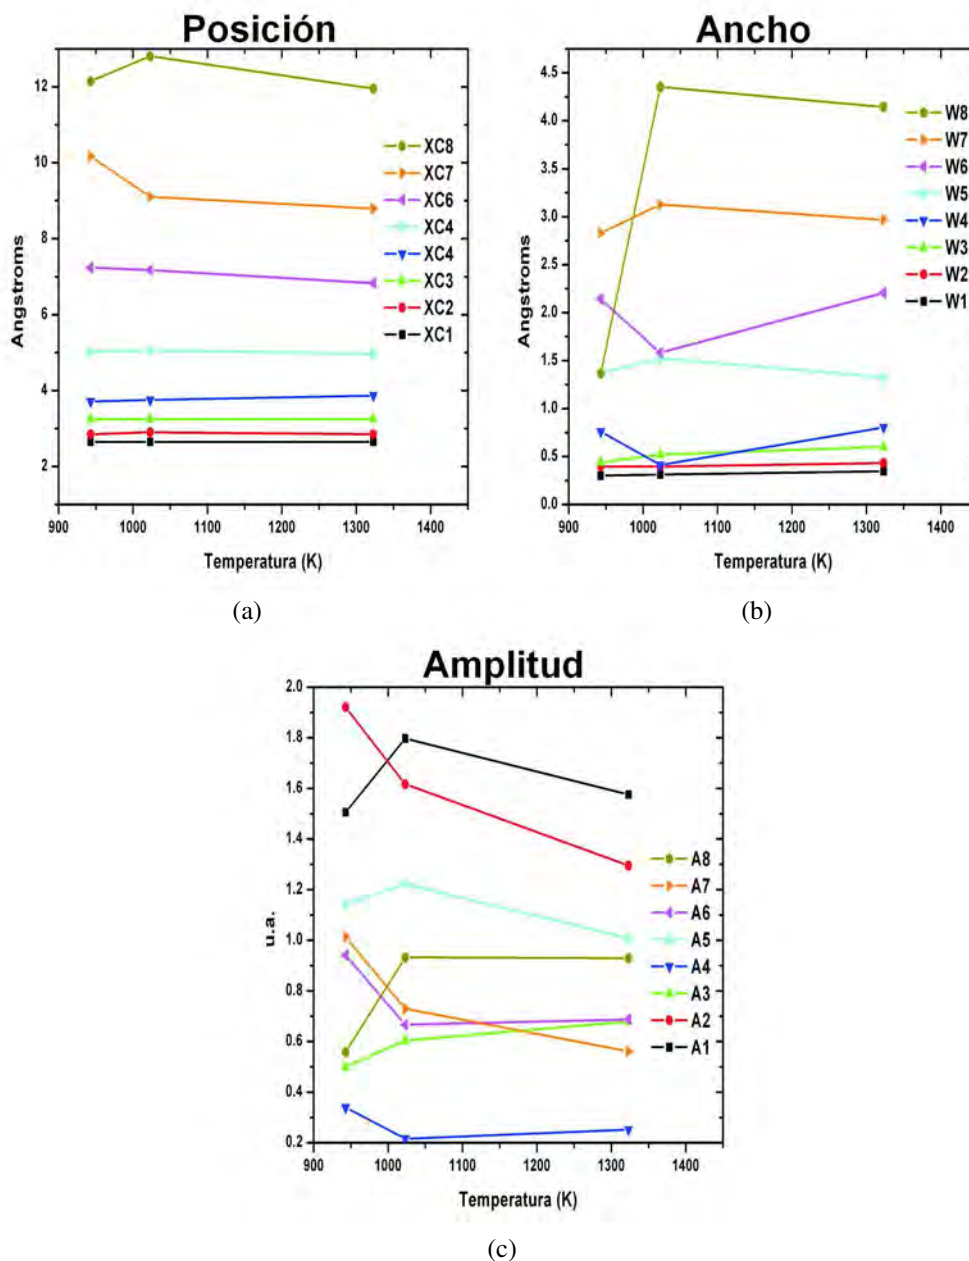 Posición
Angstroms
12
10
8
6
4
2
XC8
XC7
XC6
XC4
XC4
XC3
XC2
XC1
900 1000 1100 1200 1300 1400
Temperatura (K)
(a)
Ancho
Angstroms
4.5
4.0
3.5
3.0
2.5
2.0
1.5
1.0
0.5
0.0
W8
W7
W6
W5
W4
W3
W2
W1
900 1000 1100 1200 1300 1400
Temperatura (K)
(b)
Amplitud
u.a.
2.0
1.8
1.6
1.4
1.2
1.0
0.8
0.6
0.4
0.2
A8
A7
A6
A5
A4
A3
A2
A1
900 1000 1100 1200 1300 1400
Temperatura (K)
(c)